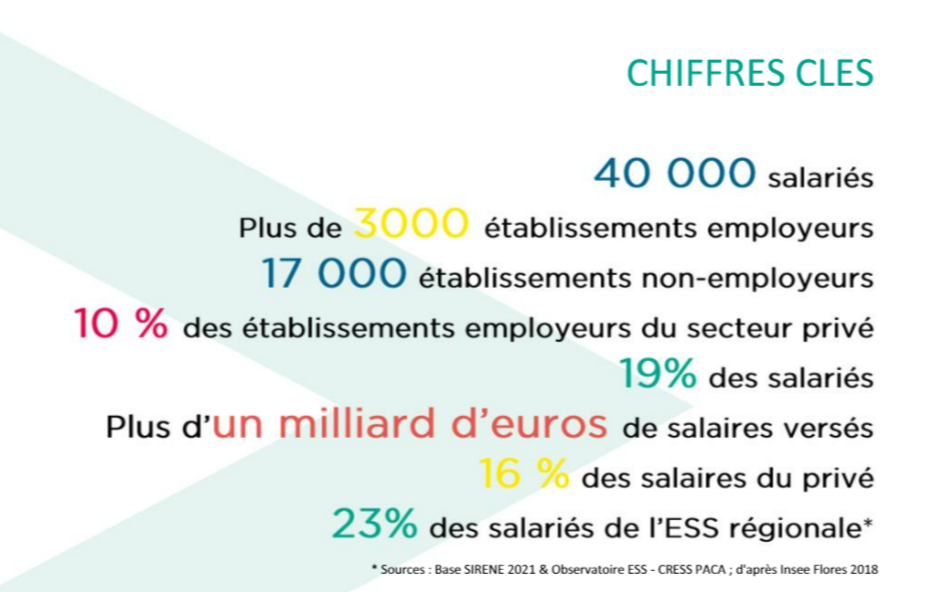 CHIFFRES CLES
40 000 salariés
Plus de 3000 établissements employeurs
17 000 établissements non-employeurs
10 % des établissements employeurs du secteur privé
19% des salariés
Plus d'un milliard d'euros de salaires versés
16 % des salaires du privé
23% des salariés de l'ESS régionale*
* Sources : Base SIRENE 2021 & Observatoire ESS - CRESS PACA ; d'après Insee Flores 2018